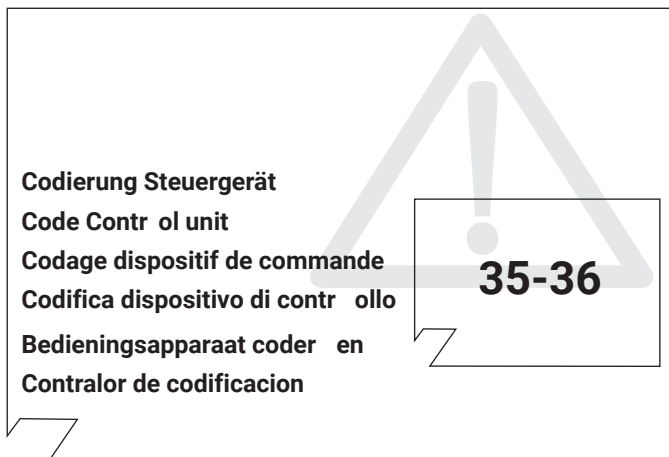 Codierung Steuergerät
Code Contr ol unit
Codage dispositif de commande
Codifica dispositivo di contr ollo
Bedieningsapparaat coder en
Contralor de codificacion
35-36